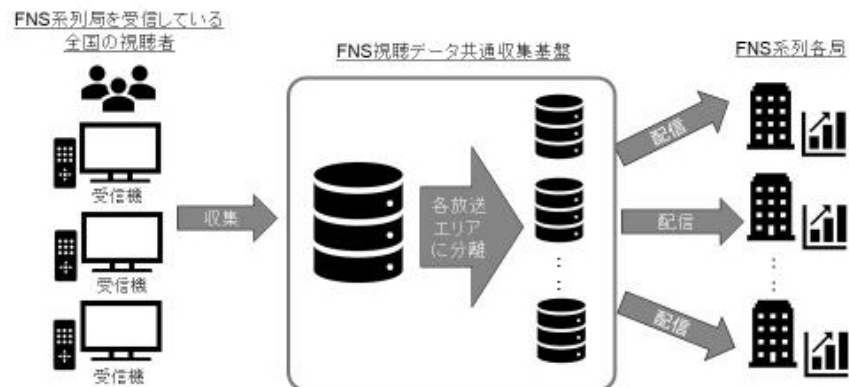 FNS系列局を受信している
全国の視聴者
FNS視聴データ共通収集基盤
FNS系列各局
受信機
受信機
受信機
収集
各放送
エリア
に分離
配信
配信
配信